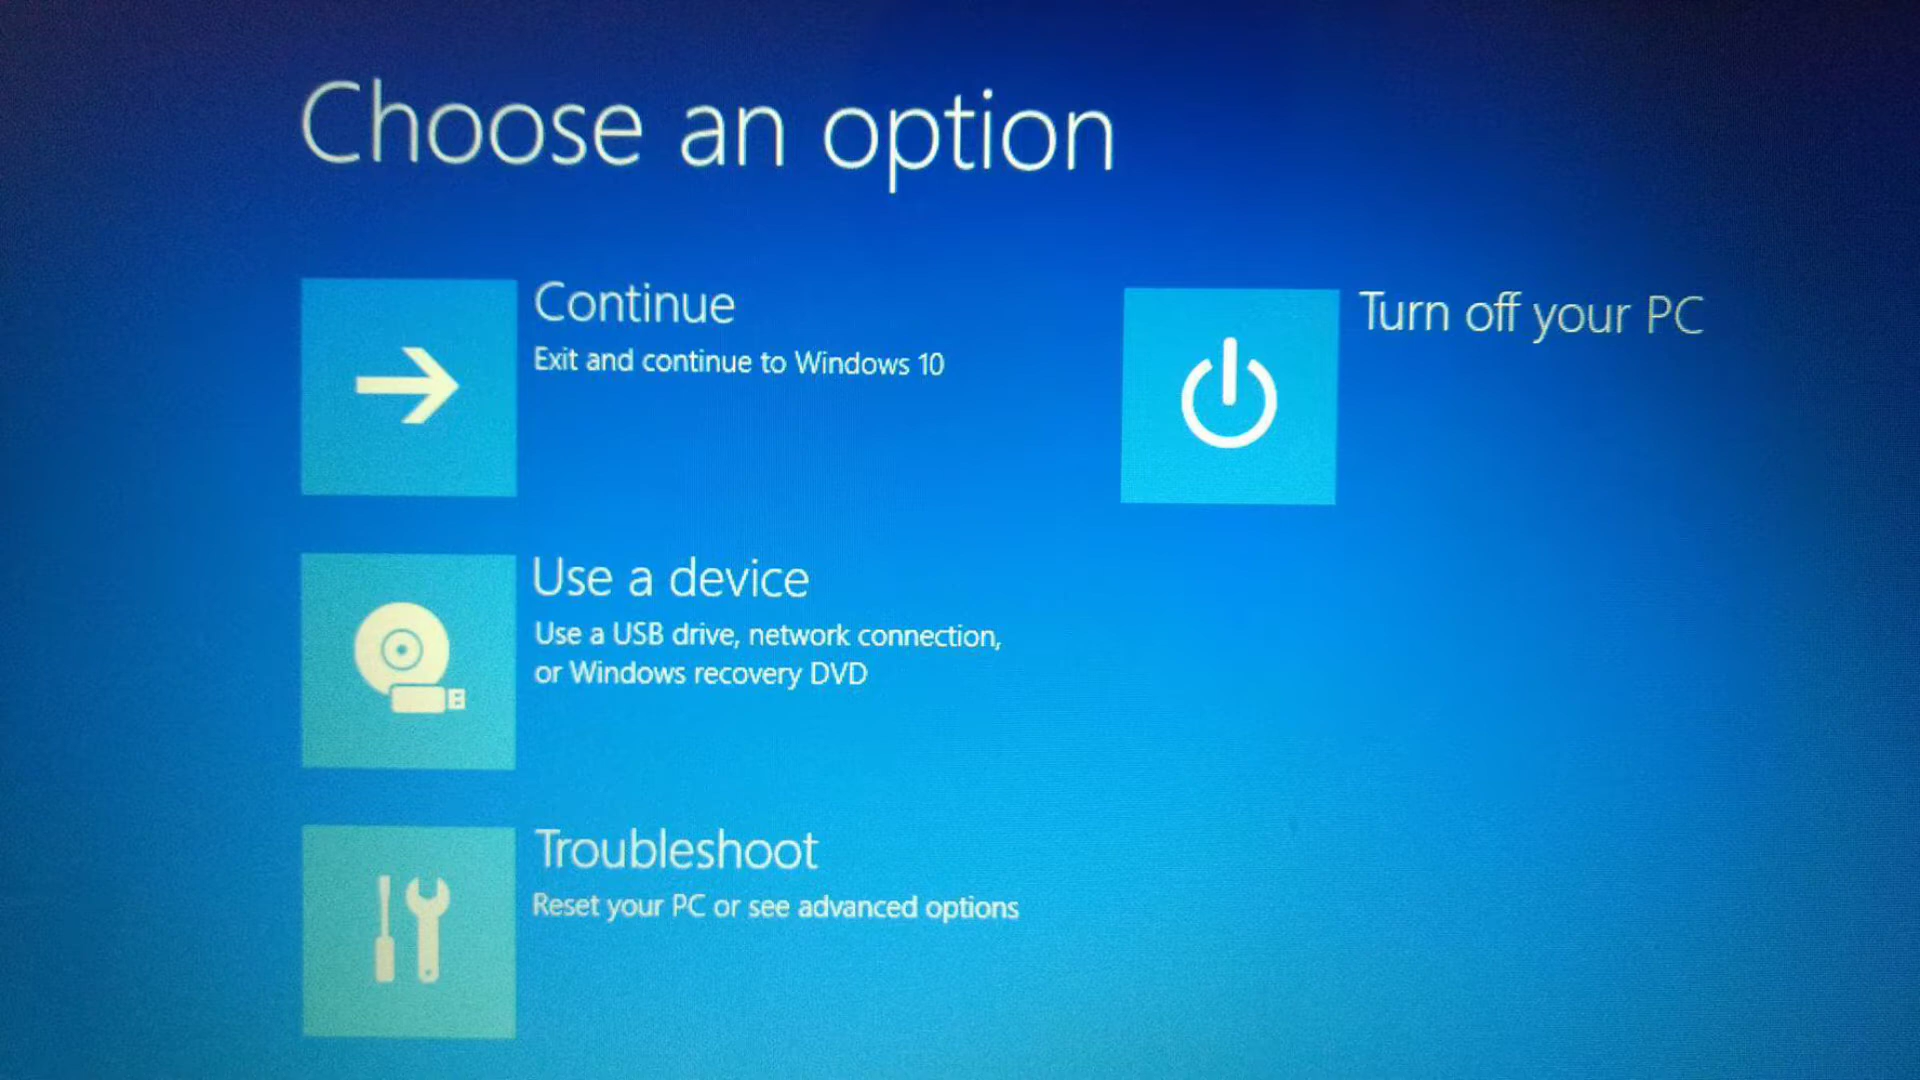 Choose an option
Continue
Exit and continue to Windows 10
Turn off your PC
Use a device
Use a USB drive, network connection,
or Windows recovery DVD
Troubleshoot
Reset your PC or see advanced options